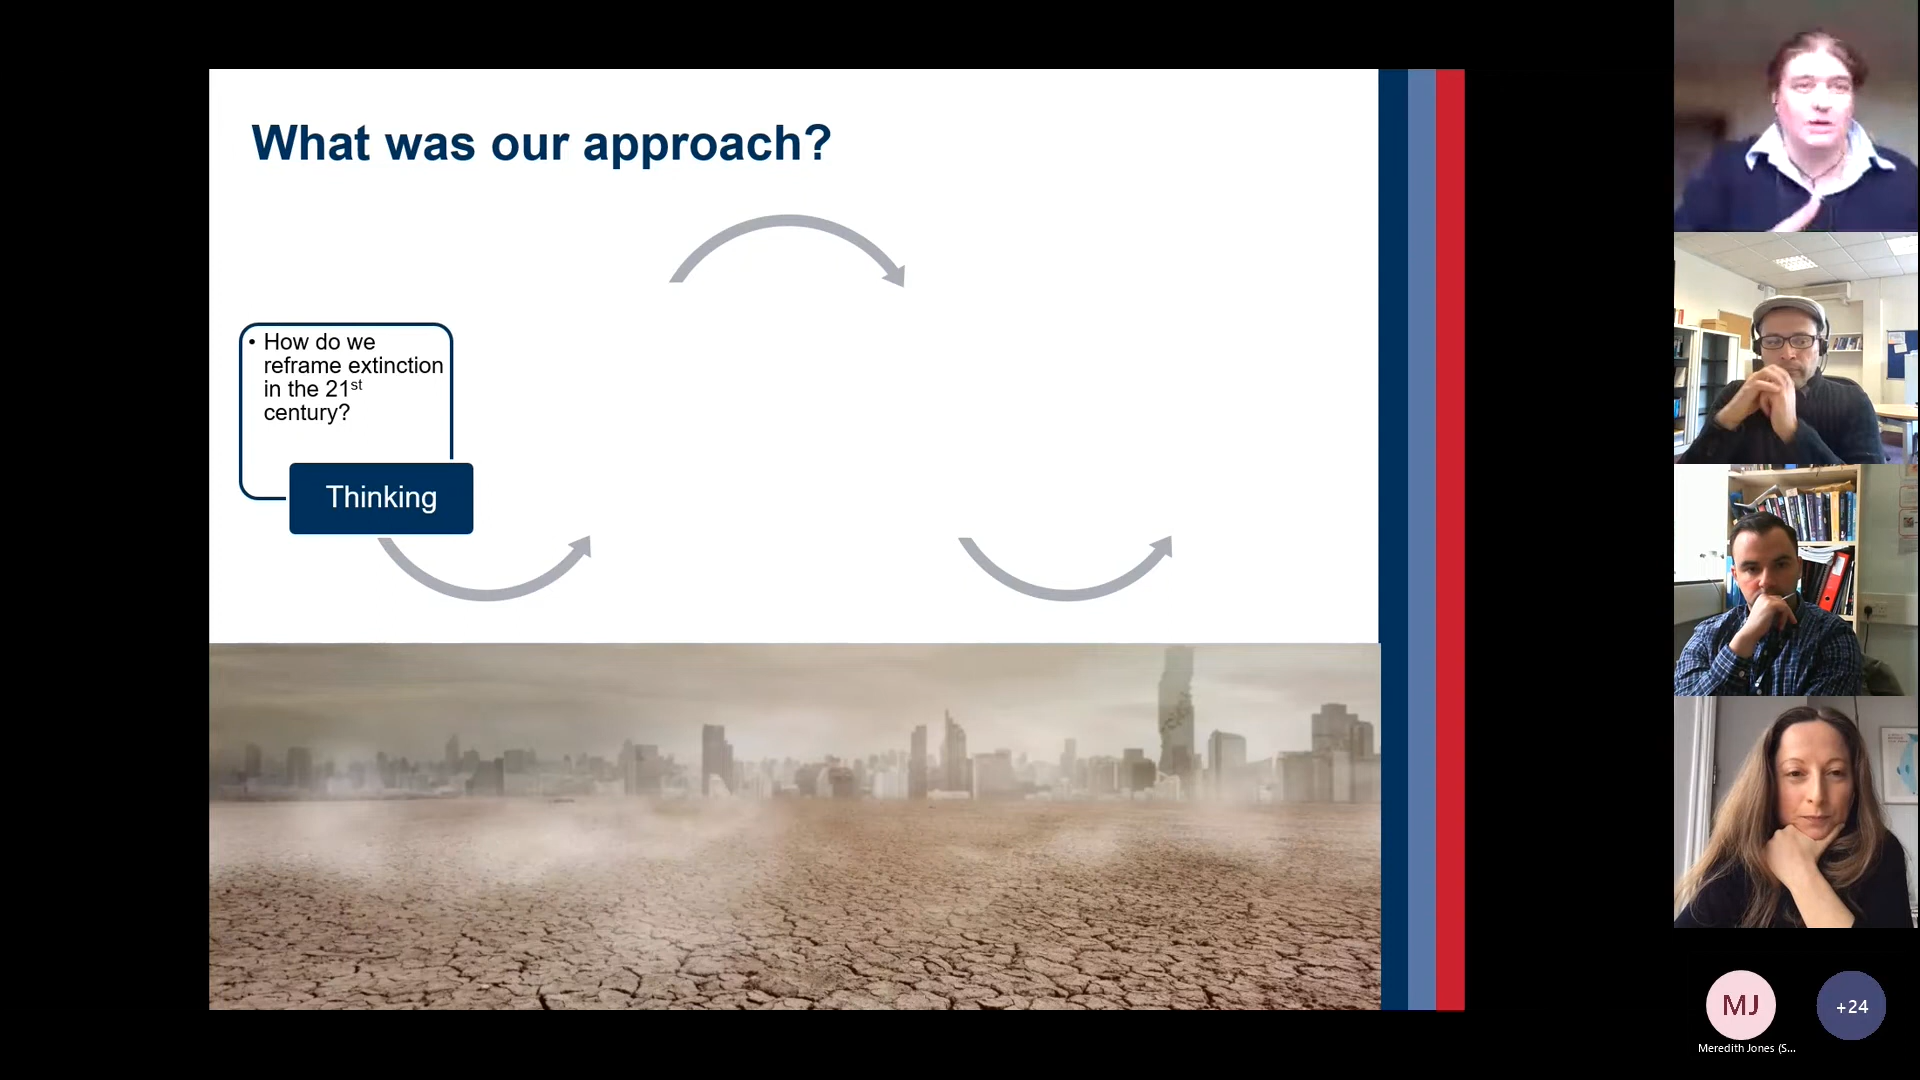 What was our approach?
• How do we
reframe extinction
in the 21st
century?
Thinking
MJ
+24
Meredith Jones (S...